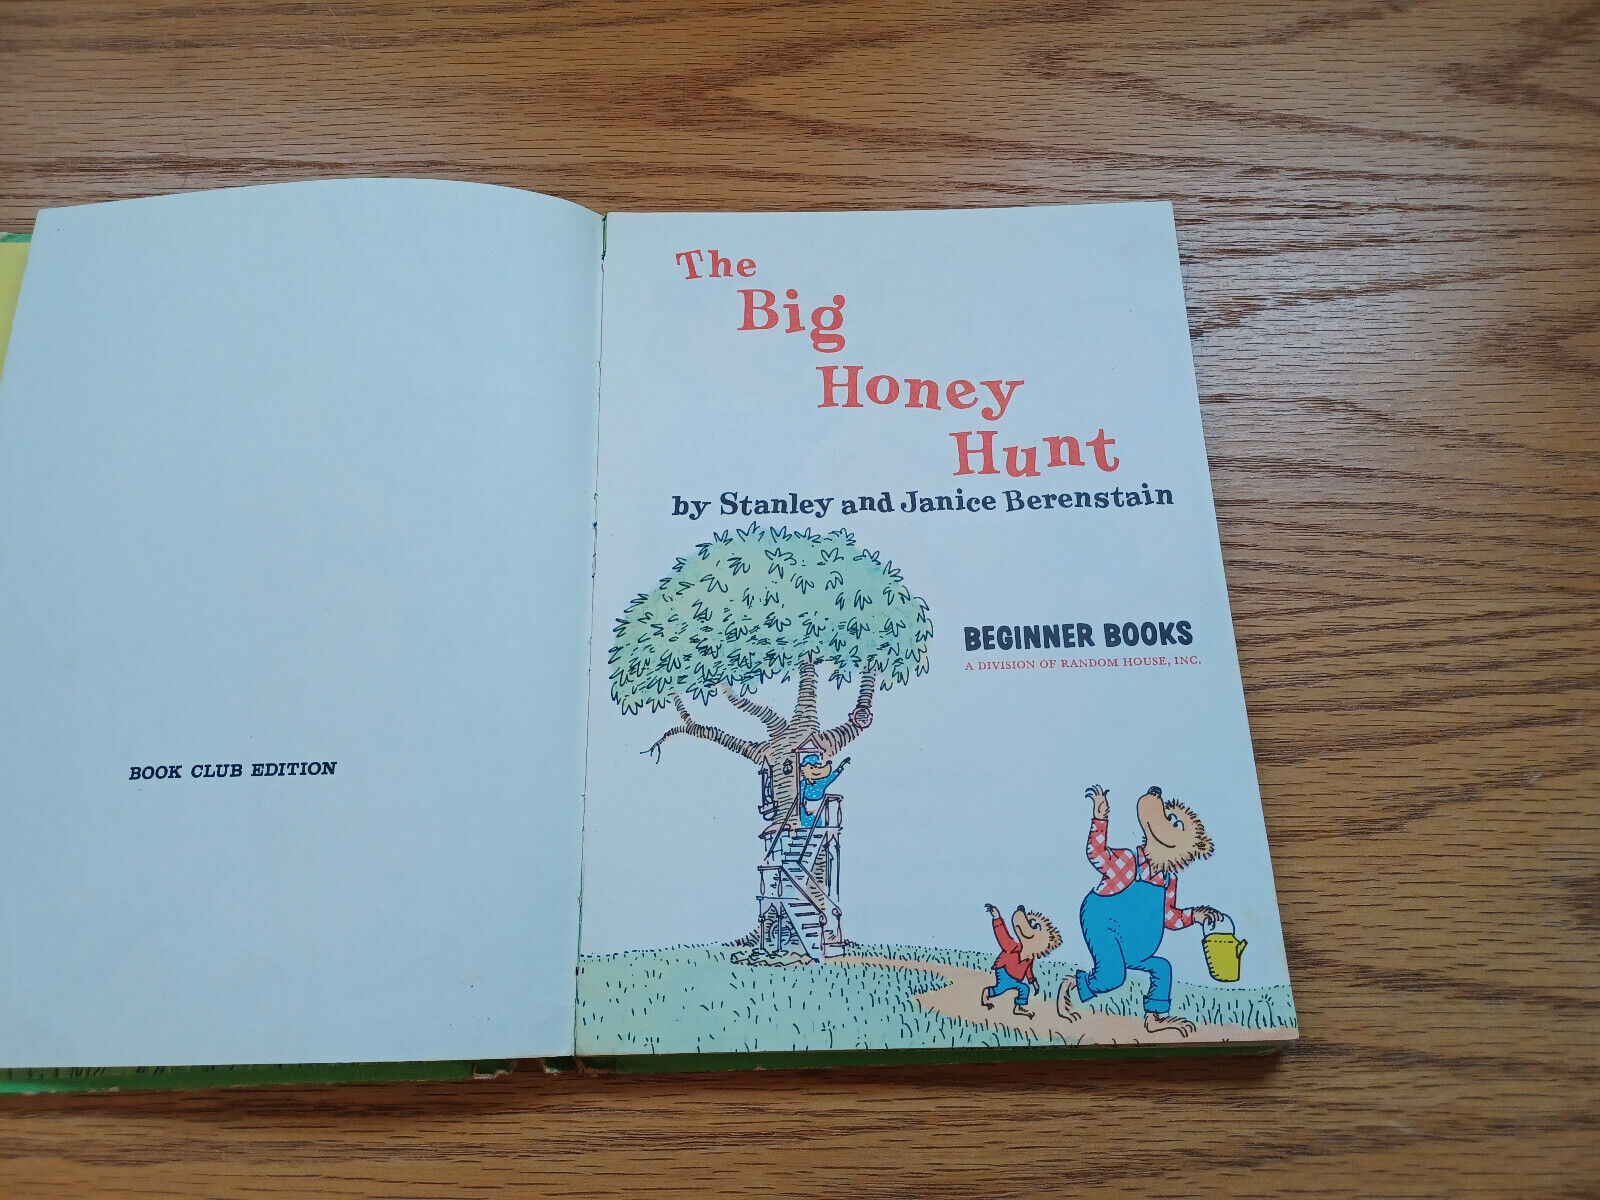 BOOK CLUB EDITION
The
Big
Honey
Hunt
by Stanley and Janice Berenstain
BEGINNER BOOKS
A DIVISION OF RANDOM HOUSE, INC.